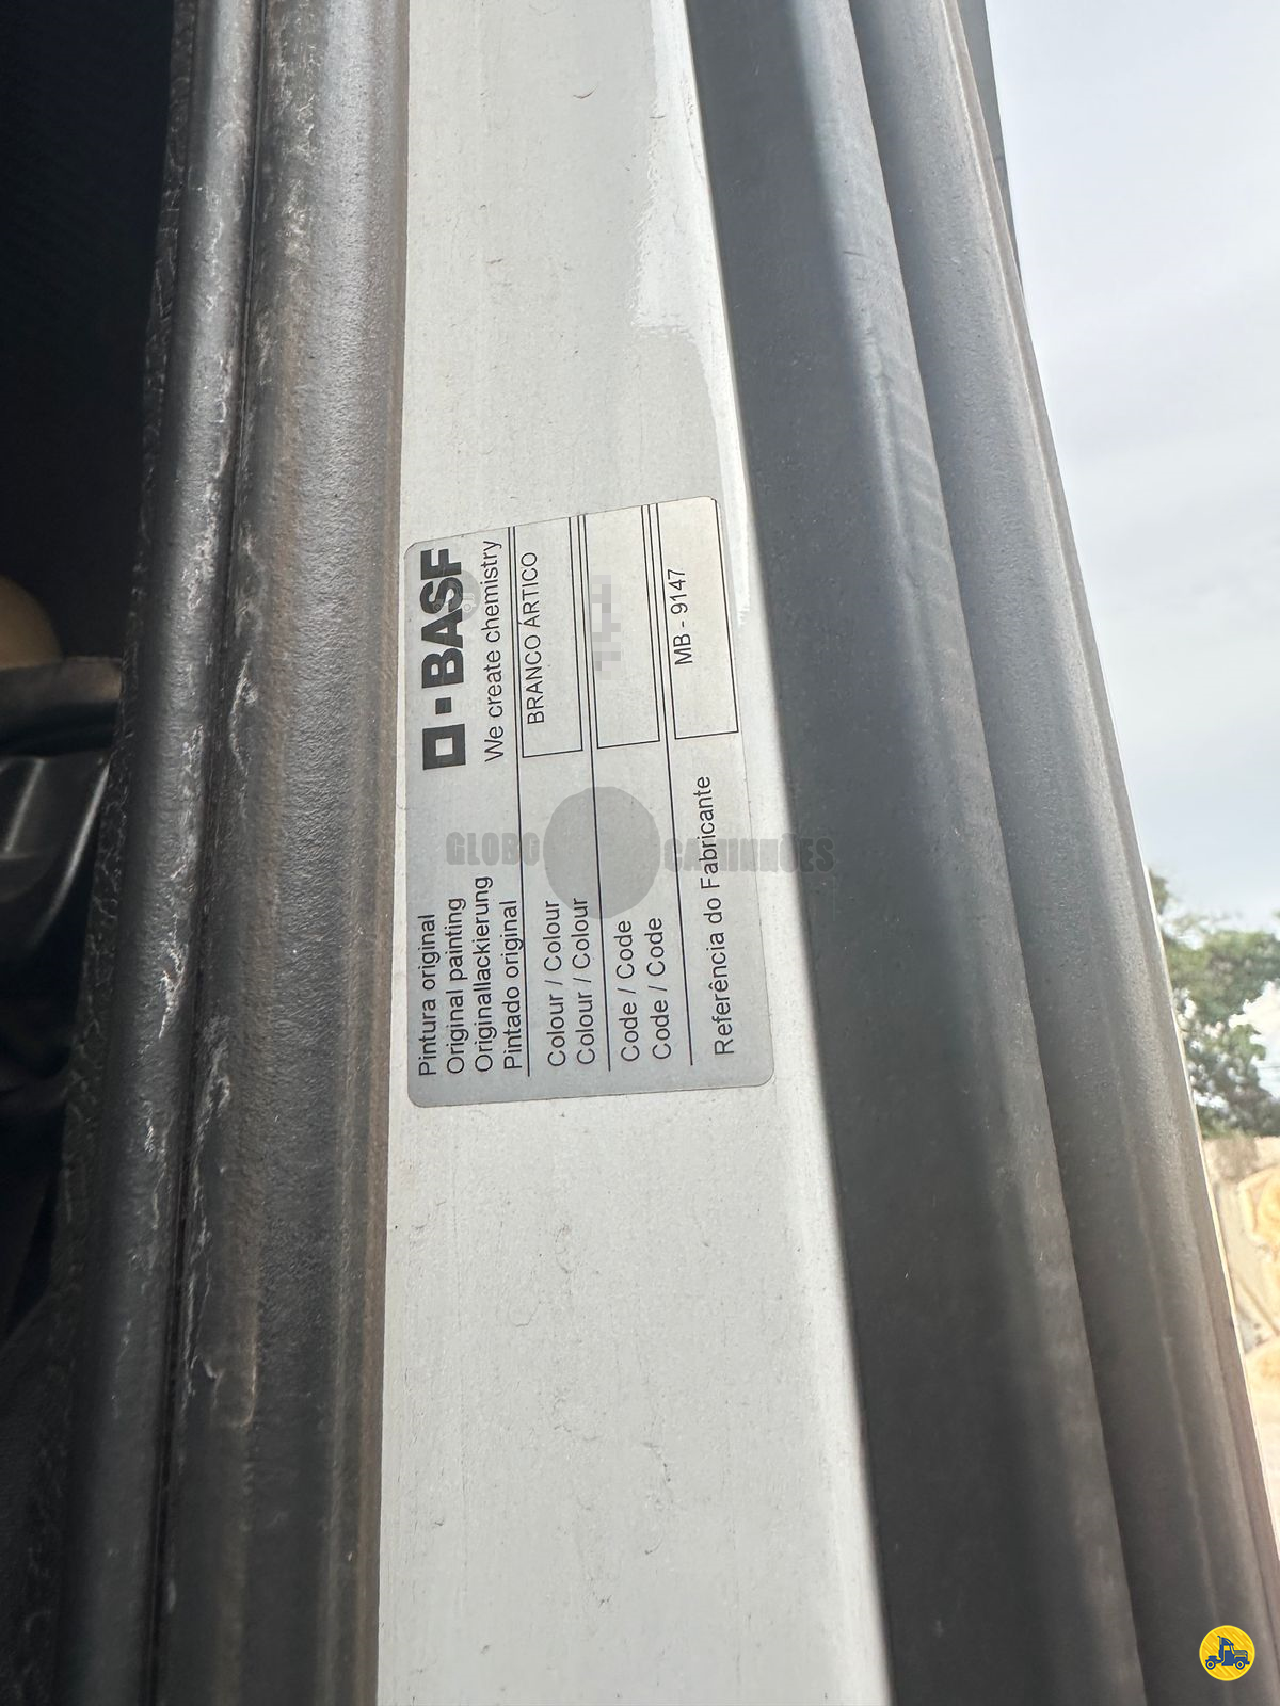 BASF
We create chemistry
Pintura original
Original painting
Originallackierung
Pintado original
Colour / Colour
Colour / Colour
BRANCO ÁRTICO
Code / Code
Code / Code
Referência do Fabricante
MB - 9147
GLOBO CAMINHÕES